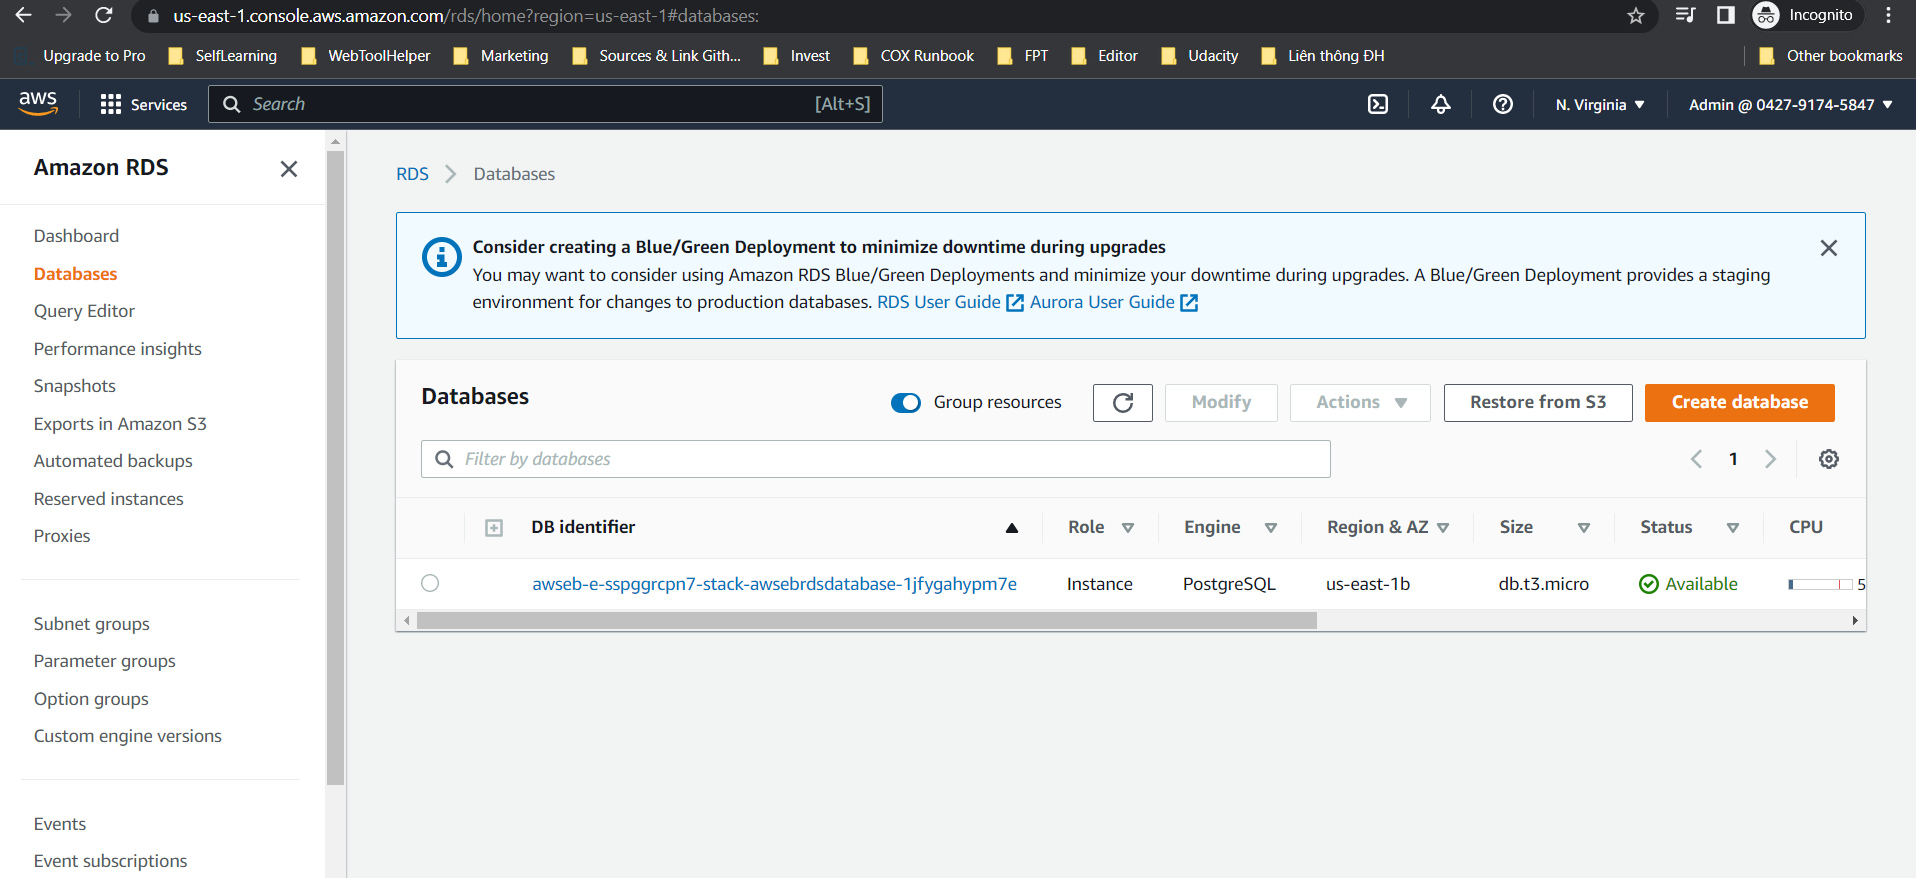 us-east-1.console.aws.amazon.com/rds/home?region=us-east-1#databases:
Incognito
Upgrade to Pro
SelfLearning
WebToolHelper
Marketing
Sources & Link Gith...
Invest
COX Runbook
FPT
Editor
Udacity
Liên thông ĐH
Other bookmarks
aws
Services
Search
[Alt+S]
N. Virginia
Admin @ 0427-9174-5847
Amazon RDS
Dashboard
Databases
Query Editor
Performance insights
Snapshots
Exports in Amazon S3
Automated backups
Reserved instances
Proxies
Subnet groups
Parameter groups
Option groups
Custom engine versions
Events
Event subscriptions
RDS
Databases
Consider creating a Blue/Green Deployment to minimize downtime during upgrades
You may want to consider using Amazon RDS Blue/Green Deployments and minimize your downtime during upgrades. A Blue/Green Deployment provides a staging
environment for changes to production databases. RDS User Guide Aurora User Guide
Databases
Group resources
Modify
Actions
Restore from S3
Create database
Filter by databases
1
DB identifier
Role
Engine
Region & AZ
Size
Status
CPU
awseb-e-sspggrcpn7-stack-awsebrdsdatabase-1jfygahypm7e
Instance
PostgreSQL
us-east-1b
db.t3.micro
Available
5